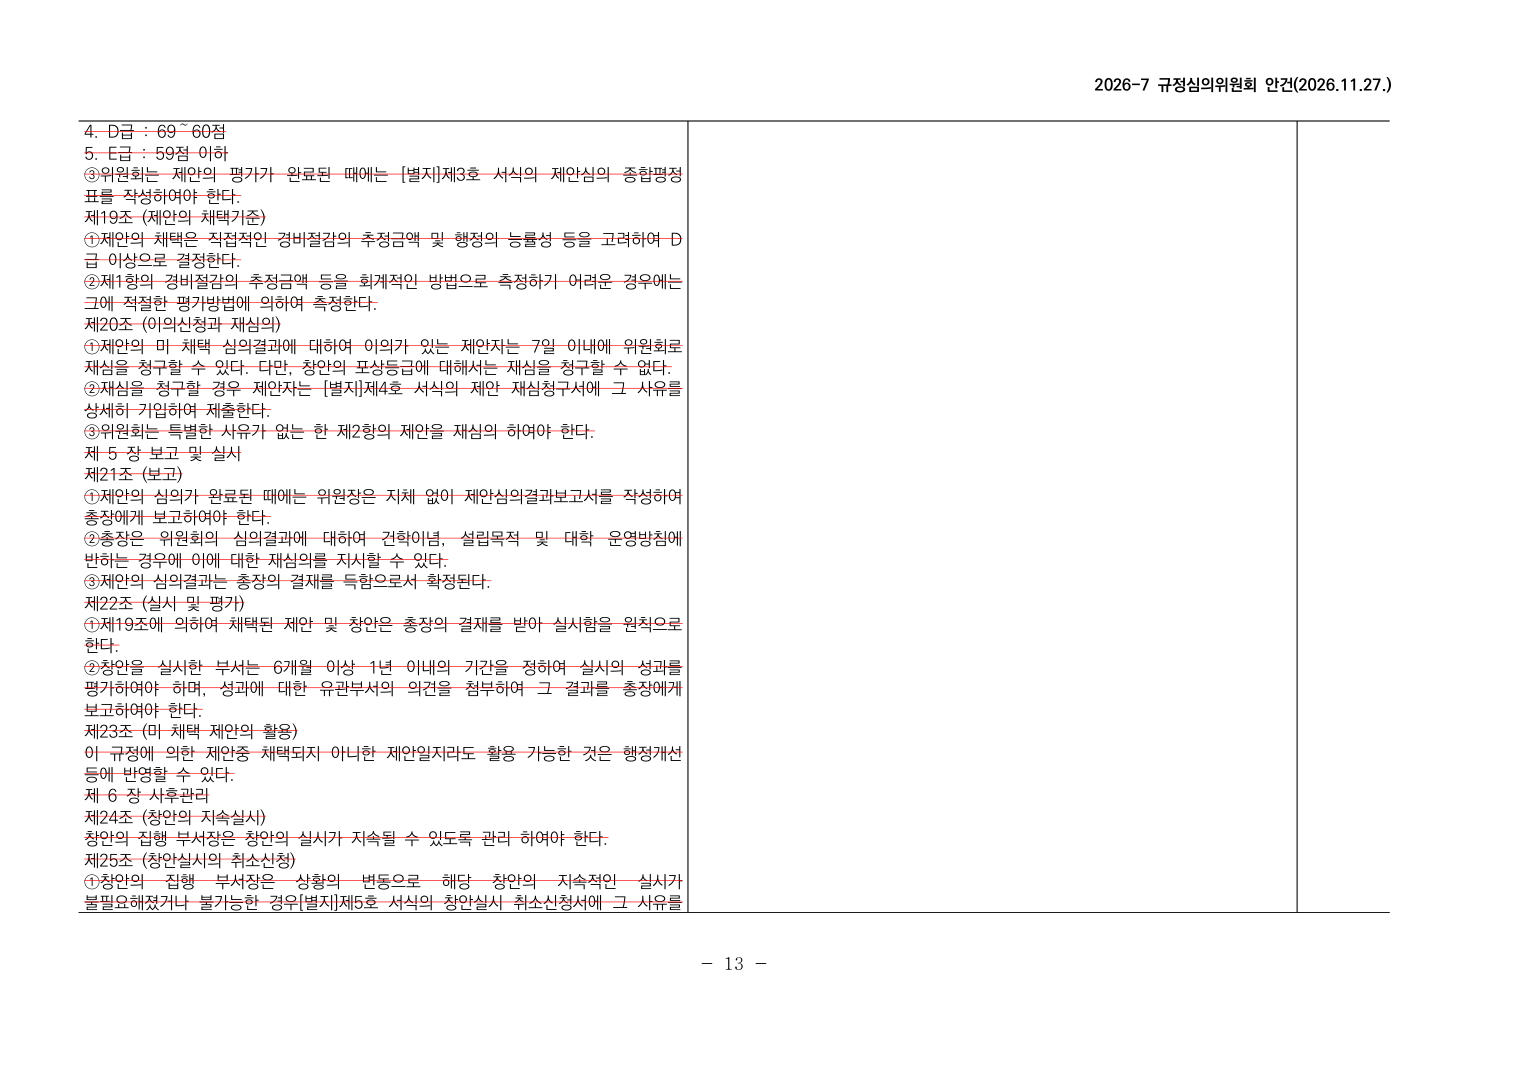 2026-7 규정심의위원회 안건(2026.11.27.)
4. D급 : 69~60점
5. E급 : 59점 이하
③위원회는 제안의 평가가 완료된 때에는 [별지]제3호 서식의 제안심의 종합평정
표를 작성하여야 한다.
제19조 (제안의 채택기준)
①제안의 채택은 직접적인 경비절감의 추정금액 및 행정의 능률성 등을 고려하여 D
급 이상으로 결정한다.
②제1항의 경비절감의 추정금액 등을 회계적인 방법으로 측정하기 어려운 경우에는
그에 적절한 평가방법에 의하여 측정한다.
제20조 (이의신청과 재심의)
①제안의 미 채택 심의결과에 대하여 이의가 있는 제안자는 7일 이내에 위원회로
재심을 청구할 수 있다. 다만, 창안의 포상등급에 대해서는 재심을 청구할 수 없다.
②재심을 청구할 경우 제안자는 [별지]제4호 서식의 제안 재심청구서에 그 사유를
상세히 기입하여 제출한다.
③위원회는 특별한 사유가 없는 한 제2항의 제안을 재심의 하여야 한다.
제 5 장 보고 및 실시
제21조 (보고)
①제안의 심의가 완료된 때에는 위원장은 지체 없이 제안심의결과보고서를 작성하여
총장에게 보고하여야 한다.
②총장은 위원회의 심의결과에 대하여 건학이념, 설립목적 및 대학 운영방침에
반하는 경우에 이에 대한 재심의를 지시할 수 있다.
③제안의 심의결과는 총장의 결재를 득함으로서 확정된다.
제22조 (실시 및 평가)
①제19조에 의하여 채택된 제안 및 창안은 총장의 결재를 받아 실시함을 원칙으로
한다.
②창안을 실시한 부서는 6개월 이상 1년 이내의 기간을 정하여 실시의 성과를
평가하여야 하며, 성과에 대한 유관부서의 의견을 첨부하여 그 결과를 총장에게
보고하여야 한다.
제23조 (미 채택 제안의 활용)
이 규정에 의한 제안중 채택되지 아니한 제안일지라도 활용 가능한 것은 행정개선
등에 반영할 수 있다.
제 6 장 사후관리
제24조 (창안의 지속실시)
창안의 집행 부서장은 창안의 실시가 지속될 수 있도록 관리 하여야 한다.
제25조 (창안실시의 취소신청)
①창안의 집행 부서장은 상황의 변동으로 해당 창안의 지속적인 실시가
불필요해졌거나 불가능한 경우[별지]제5호 서식의 창안실시 취소신청서에 그 사유를
- 13 -